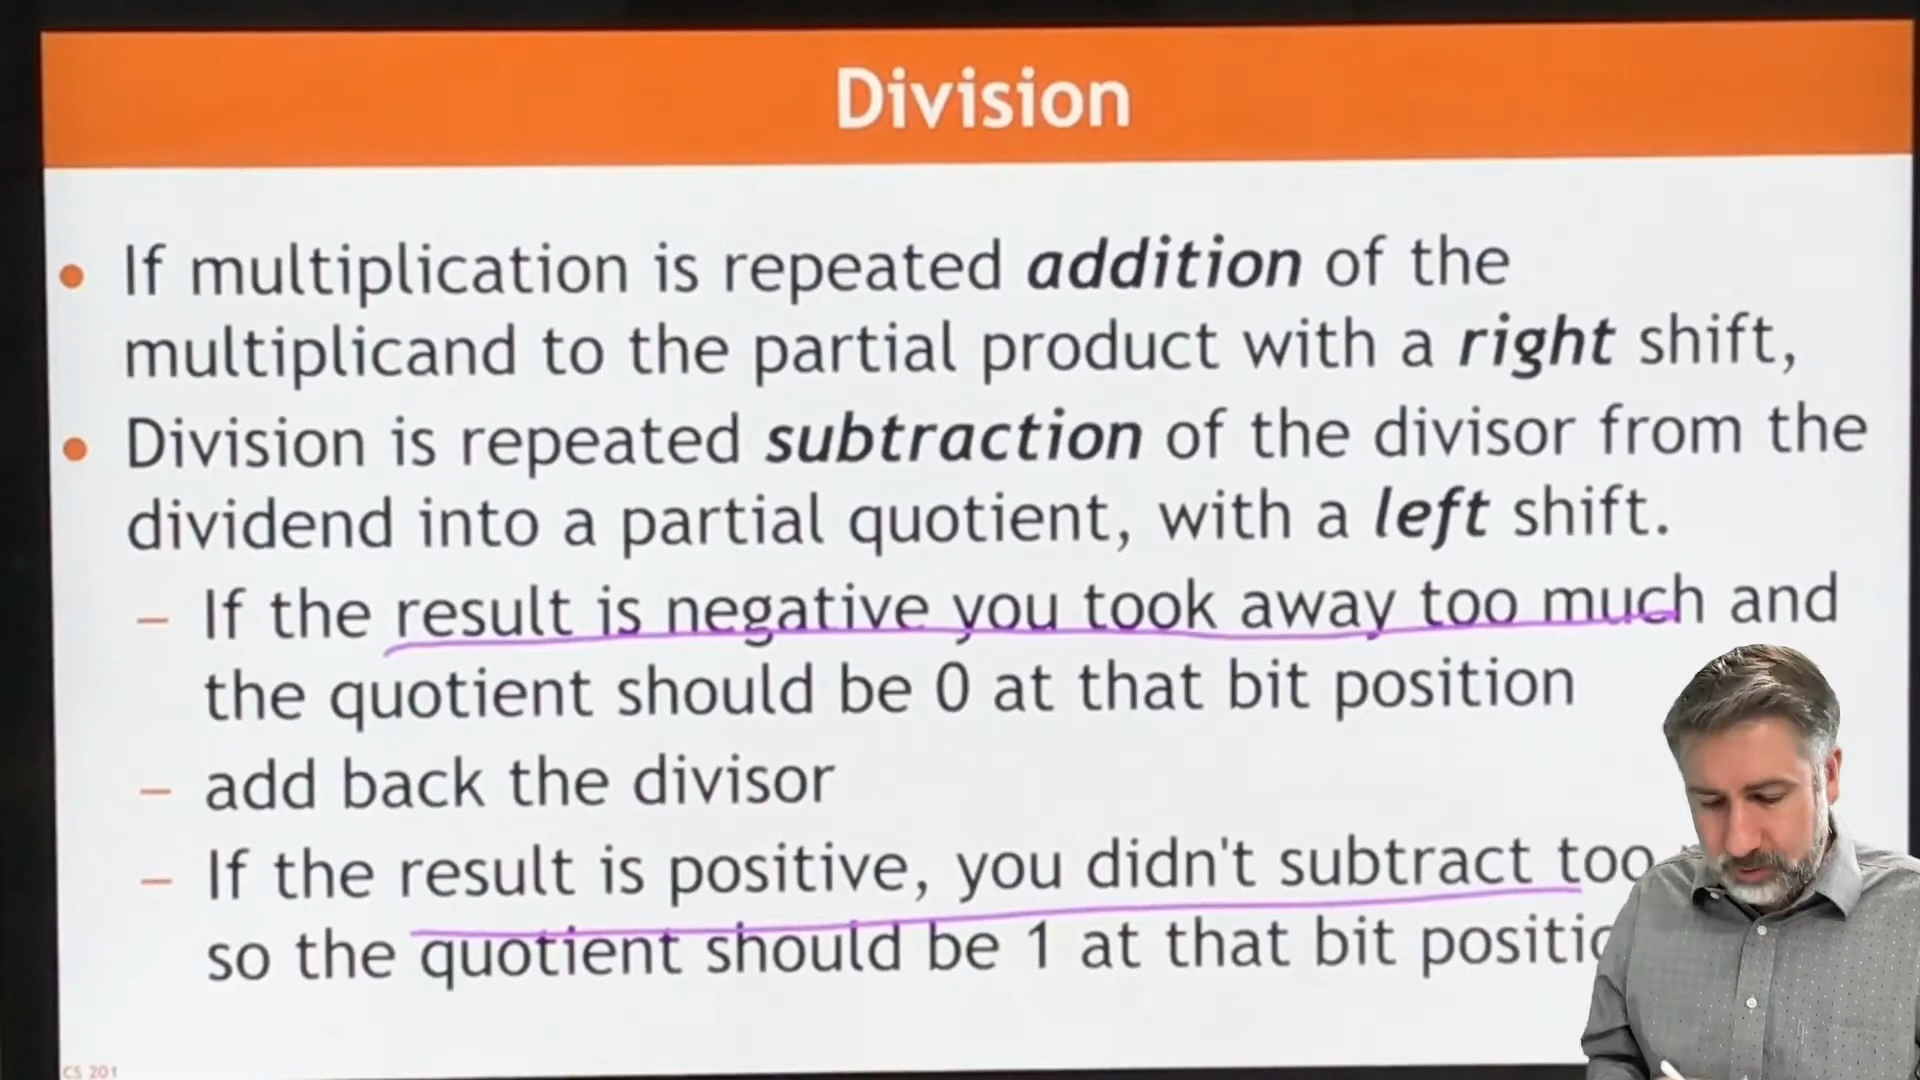 Division
• If multiplication is repeated addition of the
multiplicand to the partial product with a right shift,
• Division is repeated subtraction of the divisor from the
dividend into a partial quotient, with a left shift.
– If the result is negative you took away too much and
the quotient should be 0 at that bit position
– add back the divisor
– If the result is positive, you didn't subtract too
so the quotient should be 1 at that bit
CS 201